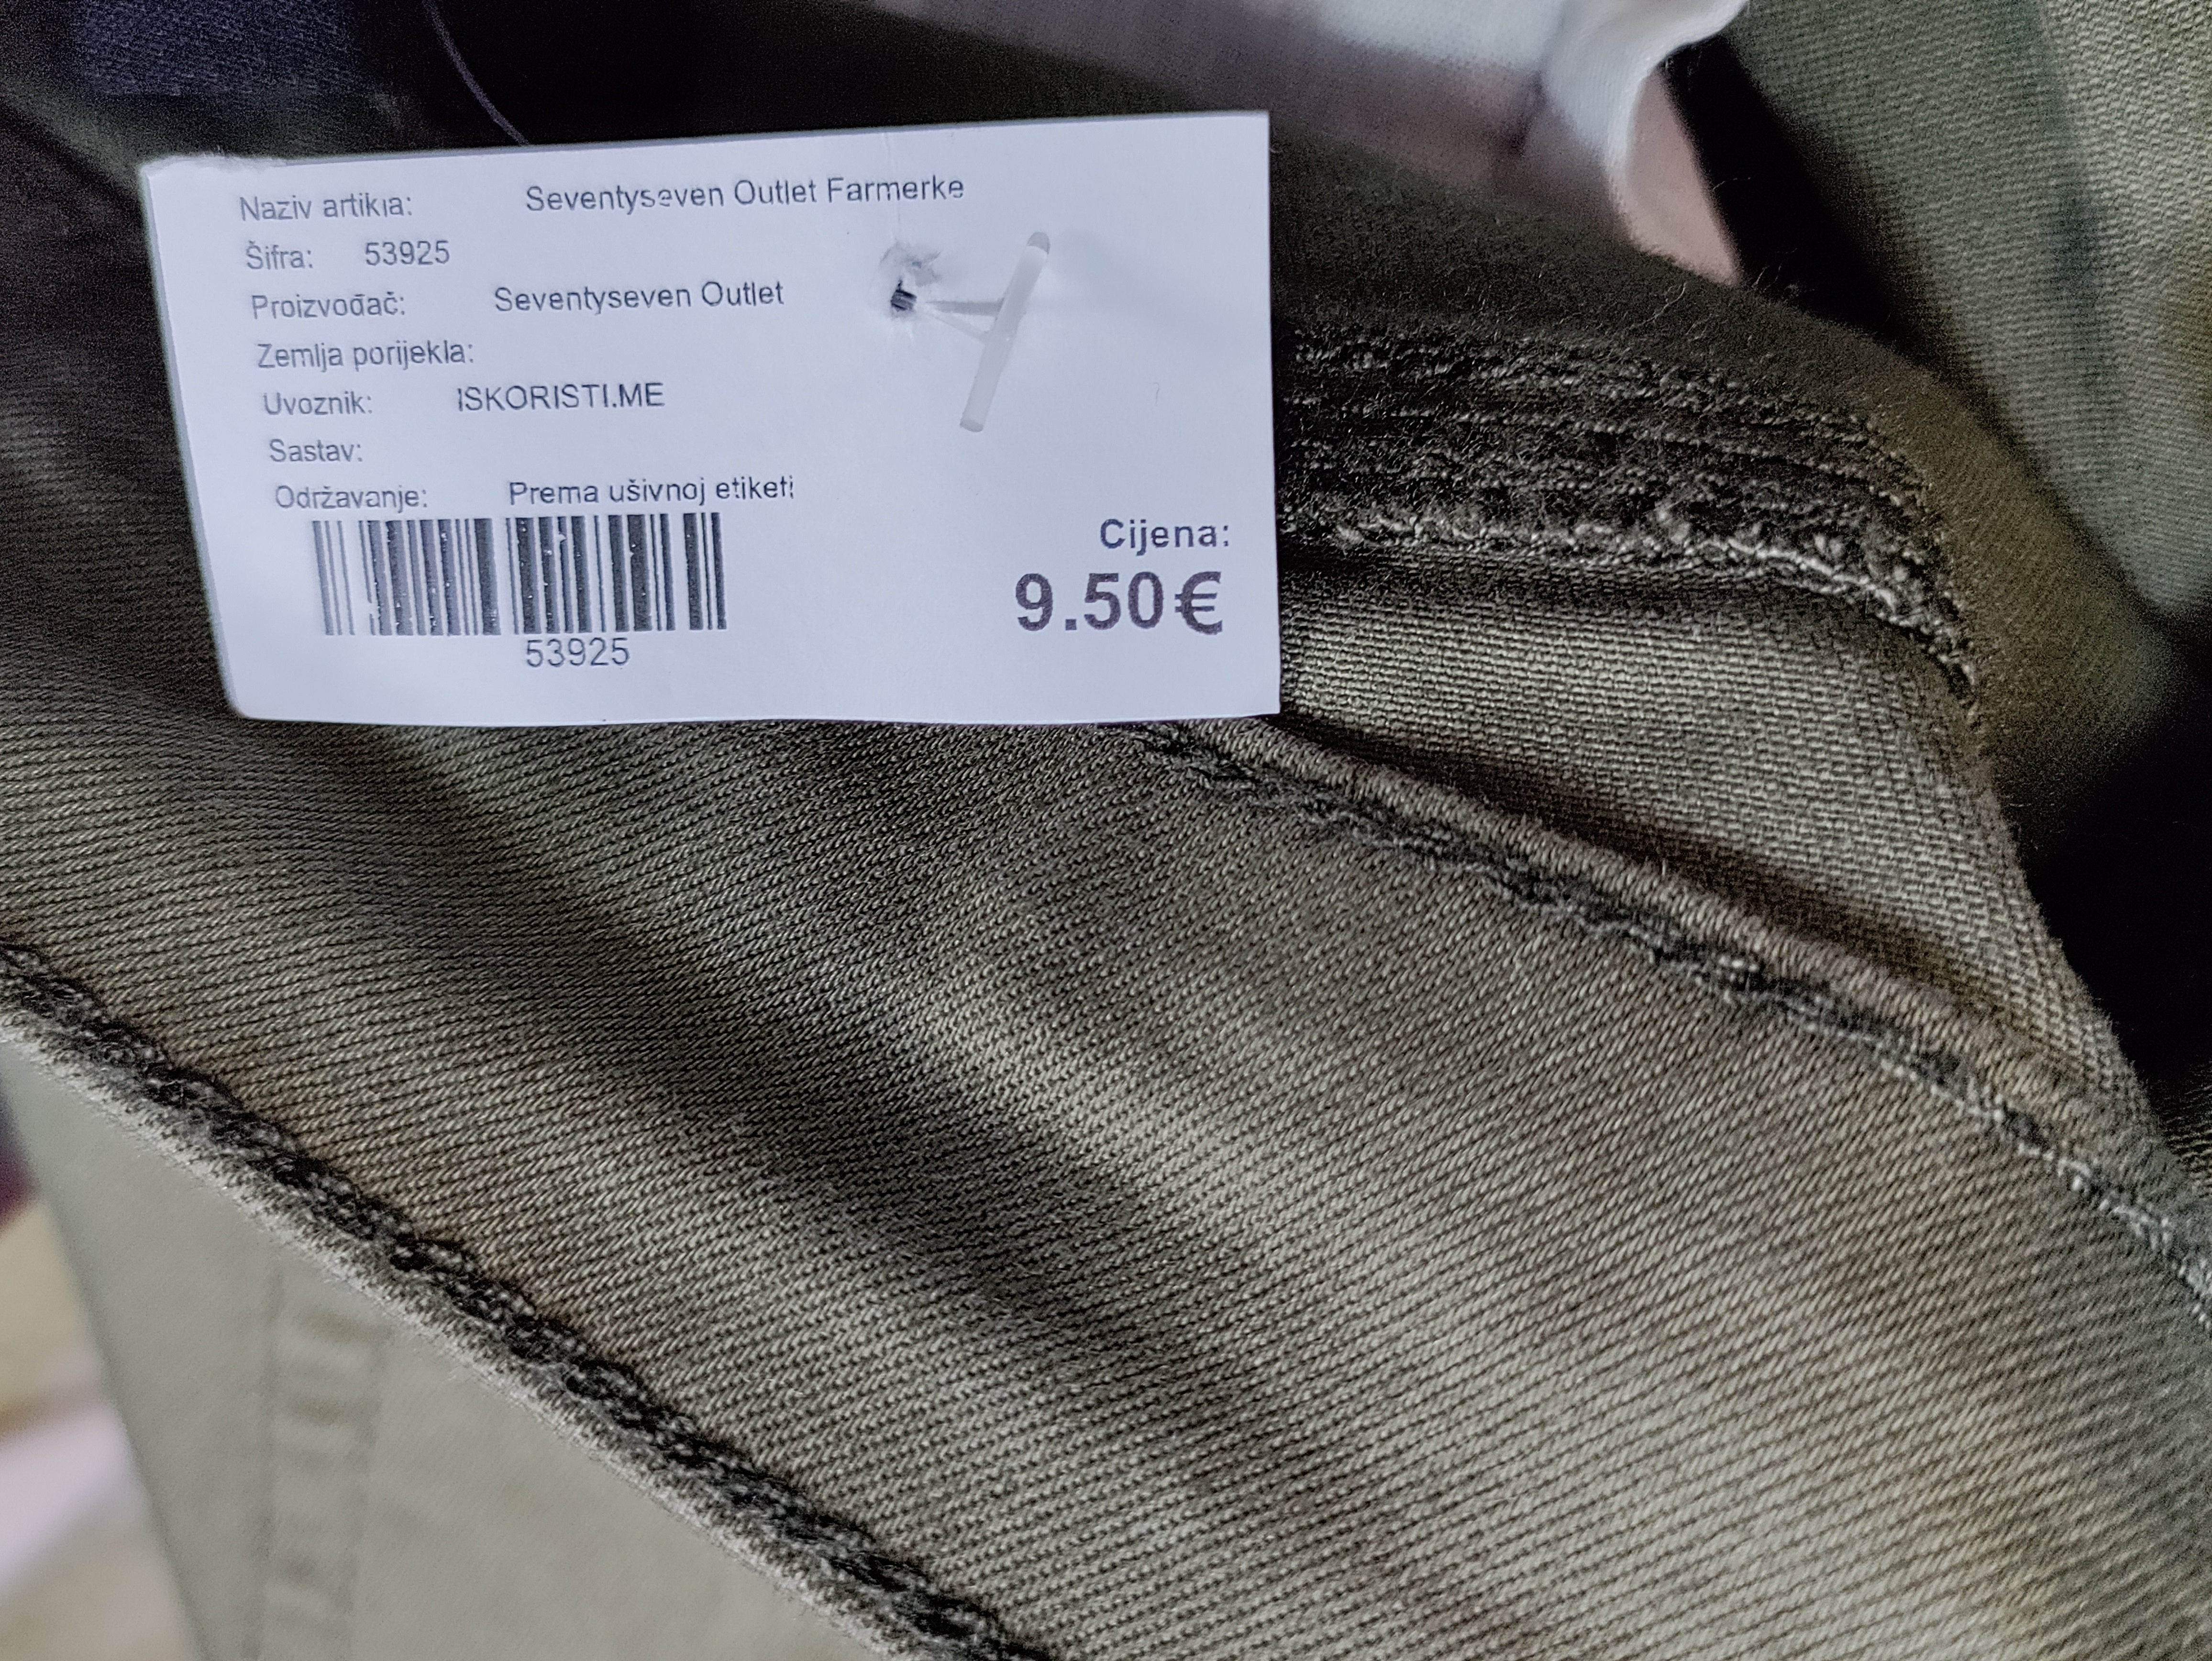 Naziv artikla: Seventyseven Outlet Farmerke
Šifra: 53925
Proizvođač: Seventyseven Outlet
Zemlja porijekla:
Uvoznik: ISKORISTI.ME
Sastav:
Održavanje: Prema ušivnoj etiketi
53925
Cijena:
9.50€